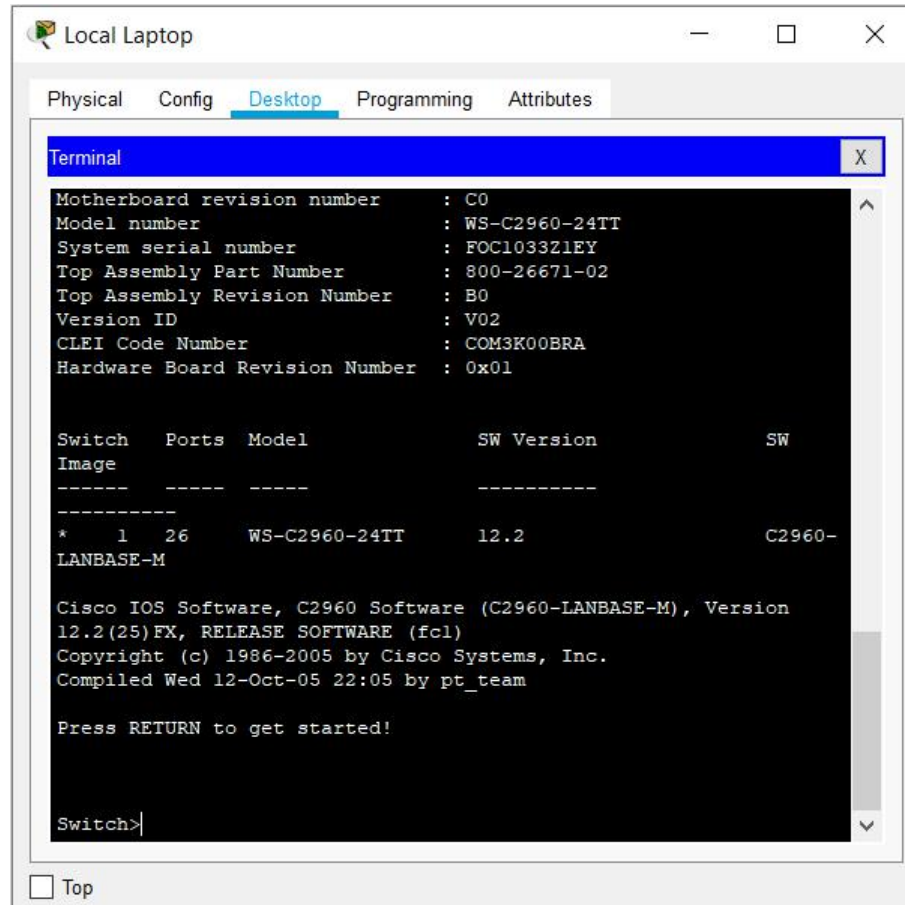 Local Laptop
Physical Config Desktop Programming Attributes
Terminal X
Motherboard revision number : C0
Model number : WS-C2960-24TT
System serial number : FOC1033Z1EY
Top Assembly Part Number : 800-26671-02
Top Assembly Revision Number : B0
Version ID : V02
CLEI Code Number : COM3K00BRA
Hardware Board Revision Number : 0x01
Switch Ports Model SW Version SW
Image
------ ----- ----- ----------
----------
* 1 26 WS-C2960-24TT 12.2 C2960-
LANBASE-M
Cisco IOS Software, C2960 Software (C2960-LANBASE-M), Version
12.2(25)FX, RELEASE SOFTWARE (fc1)
Copyright (c) 1986-2005 by Cisco Systems, Inc.
Compiled Wed 12-Oct-05 22:05 by pt_team
Press RETURN to get started!
Switch>
Top